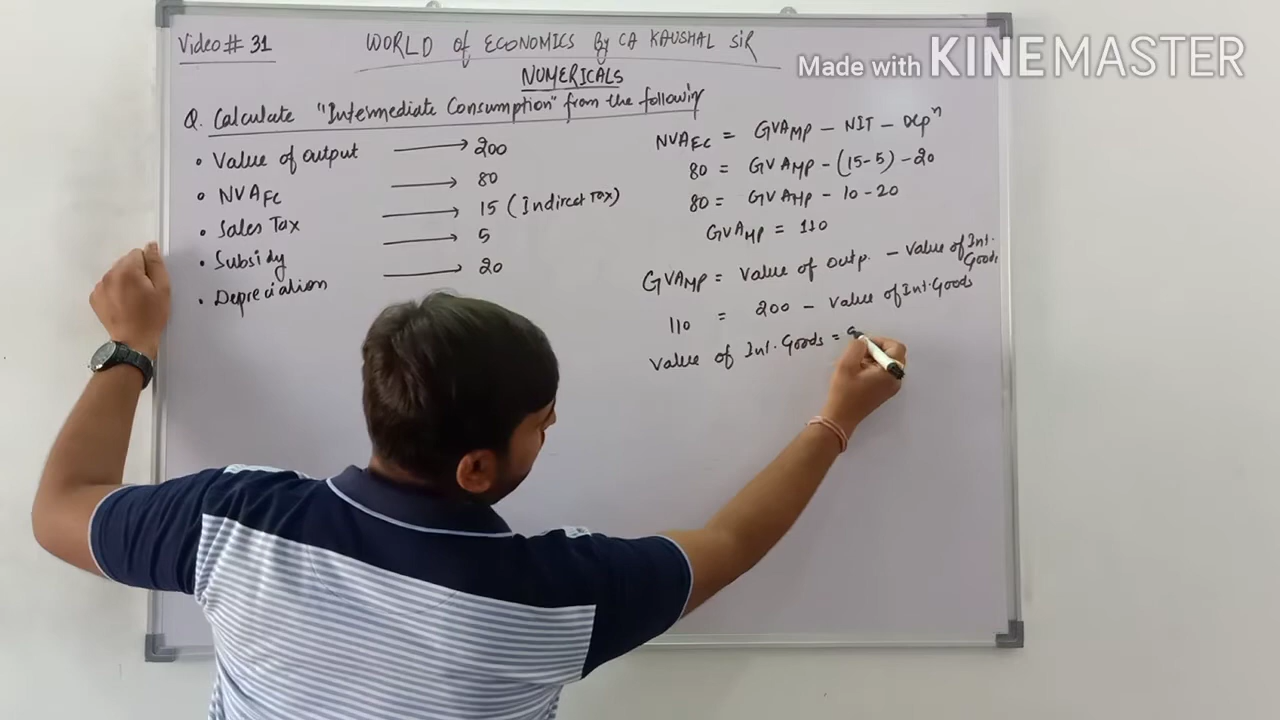 Video# 31
WORLD of ECONOMICS By CA KAUSHAL SIR
Made with KINEMASTER
NUMERICALS
Q. Calculate "Intermediate Consumption" from the following
• Value of output → 200
• NVAFC → 80
• Sales Tax → 15 (Indirect Tax)
• Subsidy → 5
• Depreciation → 20
NVAFC = GVAMP - NIT - Depⁿ
80 = GVAMP - (15-5) - 20
80 = GVAMP - 10 - 20
GVAMP = 110
GVAMP = Value of Outp. - Value of Int. Goods
110 = 200 - Value of Int. Goods
Value of Int. Goods =